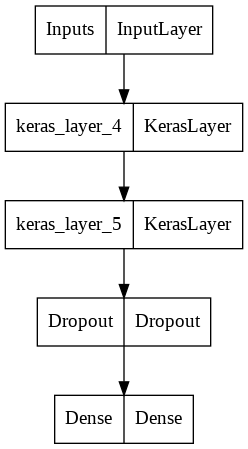 Inputs InputLayer
keras_layer_4 KerasLayer
keras_layer_5 KerasLayer
Dropout Dropout
Dense Dense